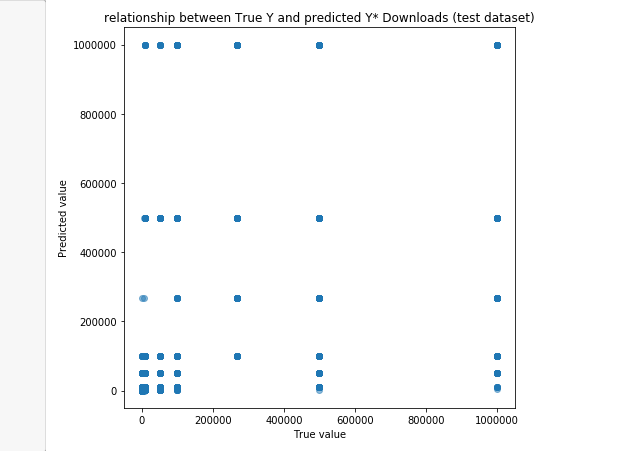 relationship between True Y and predicted Y* Downloads (test dataset)
1000000
800000
600000
400000
200000
0
Predicted value
0 200000 400000 600000 800000 1000000
True value